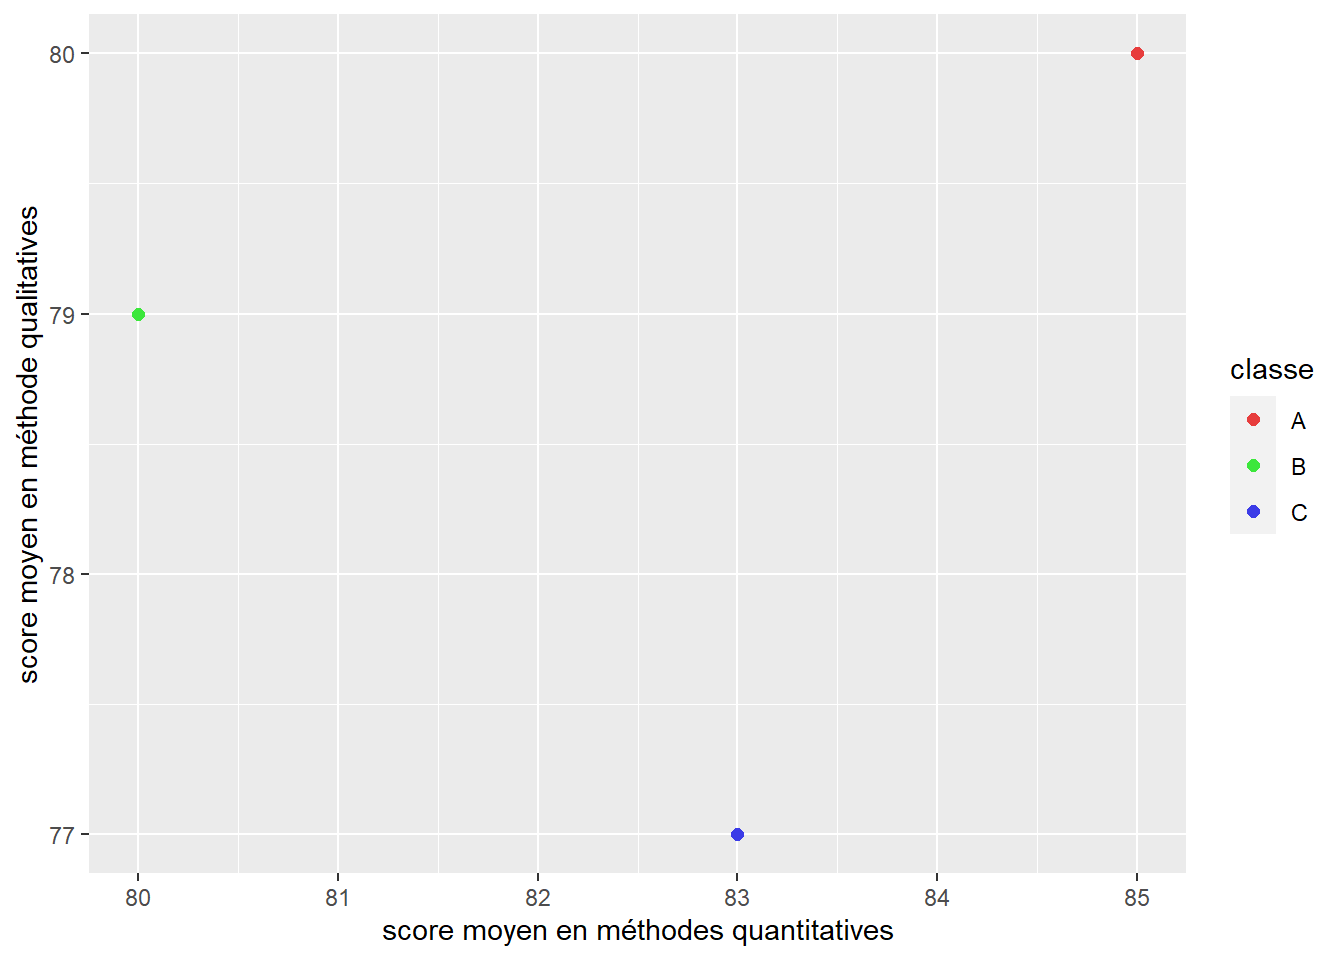 80
79
78
77
score moyen en méthode qualitatives
80 81 82 83 84 85
score moyen en méthodes quantitatives
classe
A
B
C